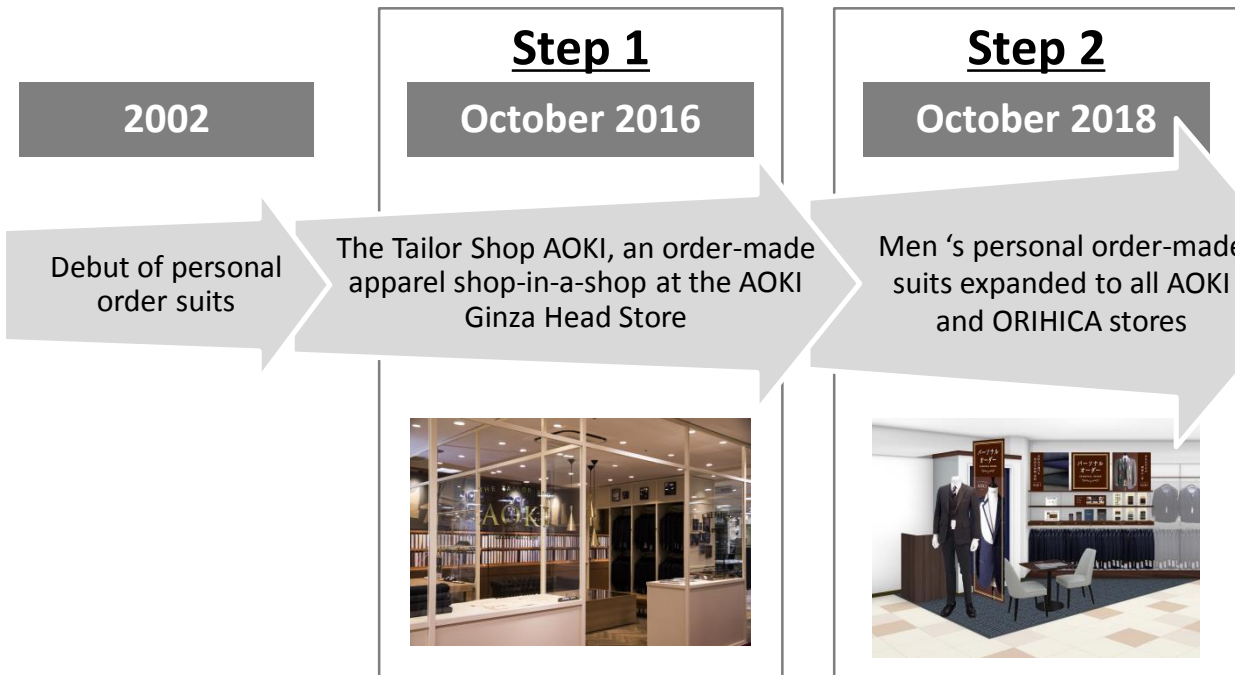 Step 1
Step 2
2002
October 2016
October 2018
Debut of personal
order suits
The Tailor Shop AOKI, an order-made
apparel shop-in-a-shop at the AOKI
Ginza Head Store
Men ‘s personal order-made
suits expanded to all AOKI
and ORIHICA stores
AOKI
パーソナル
オーダー
パーソナル
オーダー